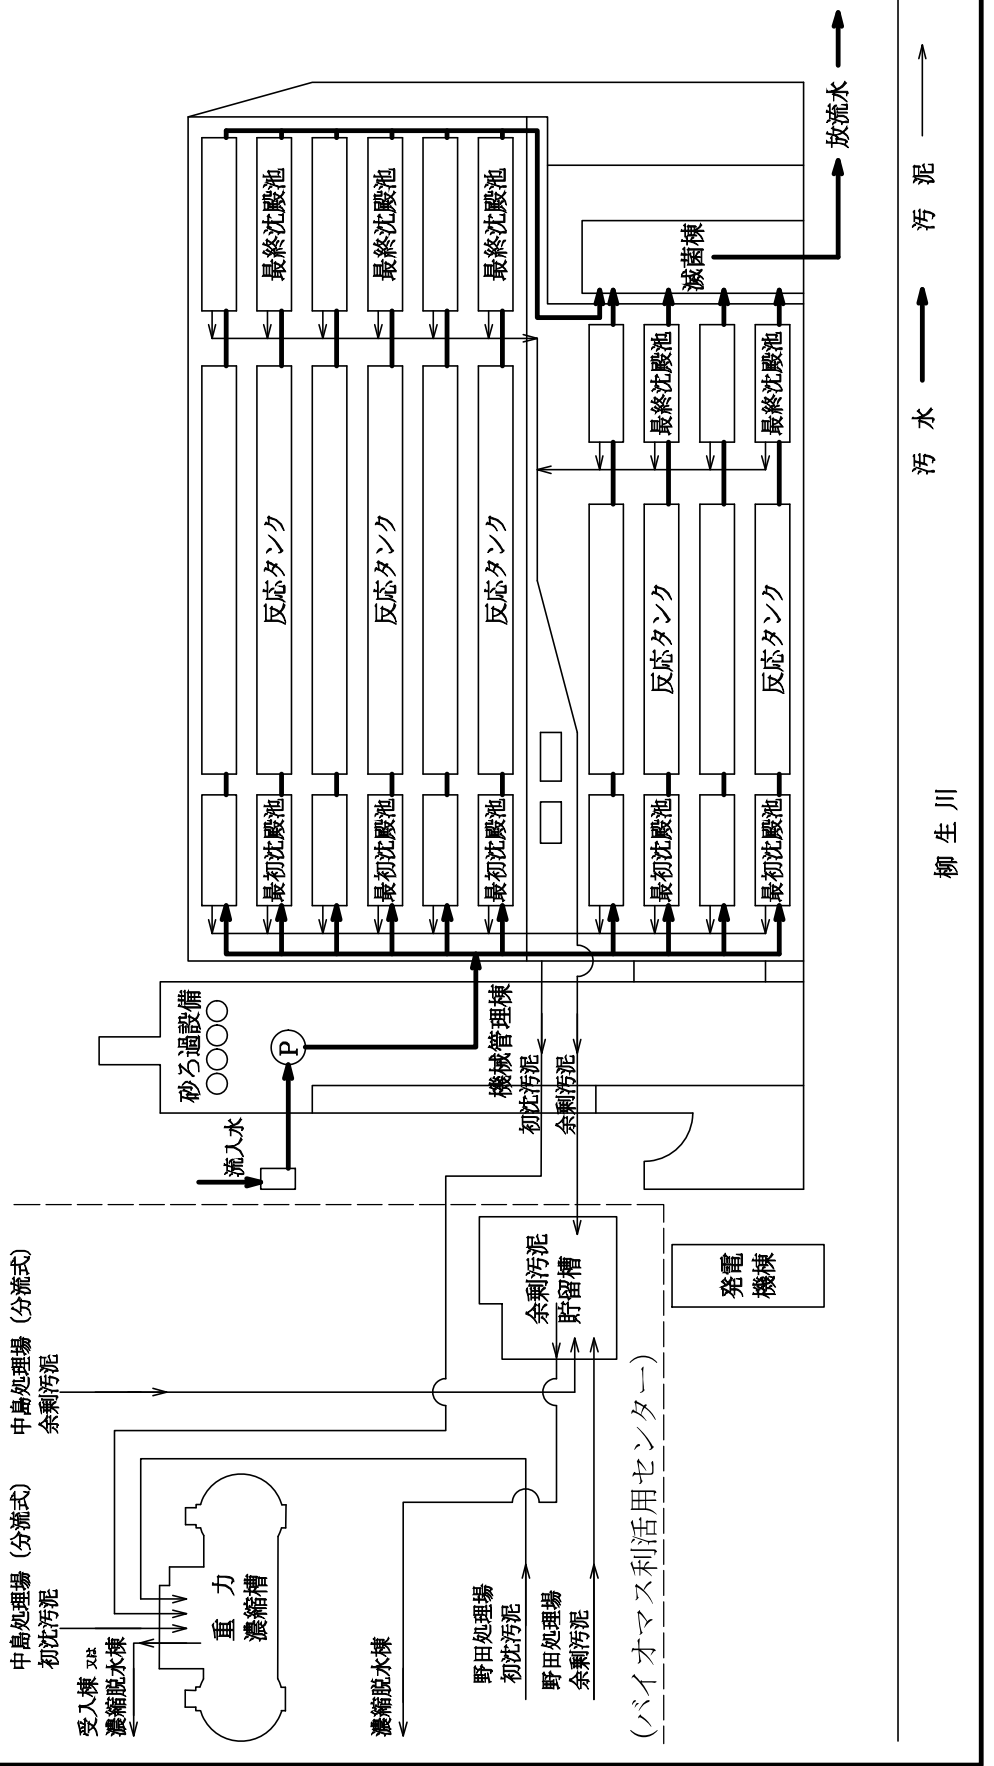 中島処理場（分流式）
初沈汚泥
中島処理場（分流式）
余剰汚泥
受入棟 又は
濃縮脱水棟
重　力
濃縮槽
濃縮脱水棟
野田処理場
初沈汚泥
野田処理場
余剰汚泥
（バイオマス利活用センター）
余剰汚泥
貯留槽
発電
機棟
流入水
砂ろ過設備
P
機械管理棟
初沈汚泥
余剰汚泥
最初沈殿池
最初沈殿池
最初沈殿池
最初沈殿池
最初沈殿池
反応タンク
反応タンク
反応タンク
反応タンク
反応タンク
最終沈殿池
最終沈殿池
最終沈殿池
最終沈殿池
最終沈殿池
滅菌棟
放流水
柳 生 川
汚　水
汚　泥